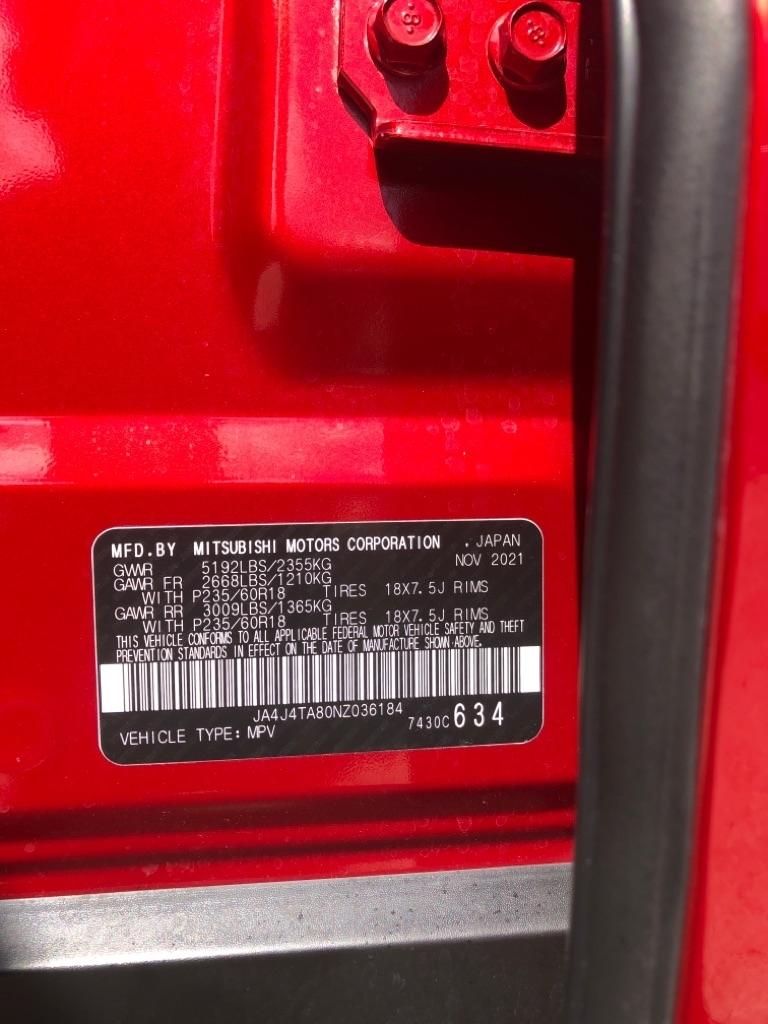 8
8
MFD.BY MITSUBISHI MOTORS CORPORATION . JAPAN
GVWR 5192LBS/2355KG NOV 2021
GAWR FR 2668LBS/1210KG
WITH P235/60R18 TIRES 18X7.5J RIMS
GAWR RR 3009LBS/1365KG
WITH P235/60R18 TIRES 18X7.5J RIMS
THIS VEHICLE CONFORMS TO ALL APPLICABLE FEDERAL MOTOR VEHICLE SAFETY AND THEFT
PREVENTION STANDARDS IN EFFECT ON THE DATE OF MANUFACTURE SHOWN ABOVE.
JA4J4TA80NZ036184
VEHICLE TYPE: MPV 7430C 634